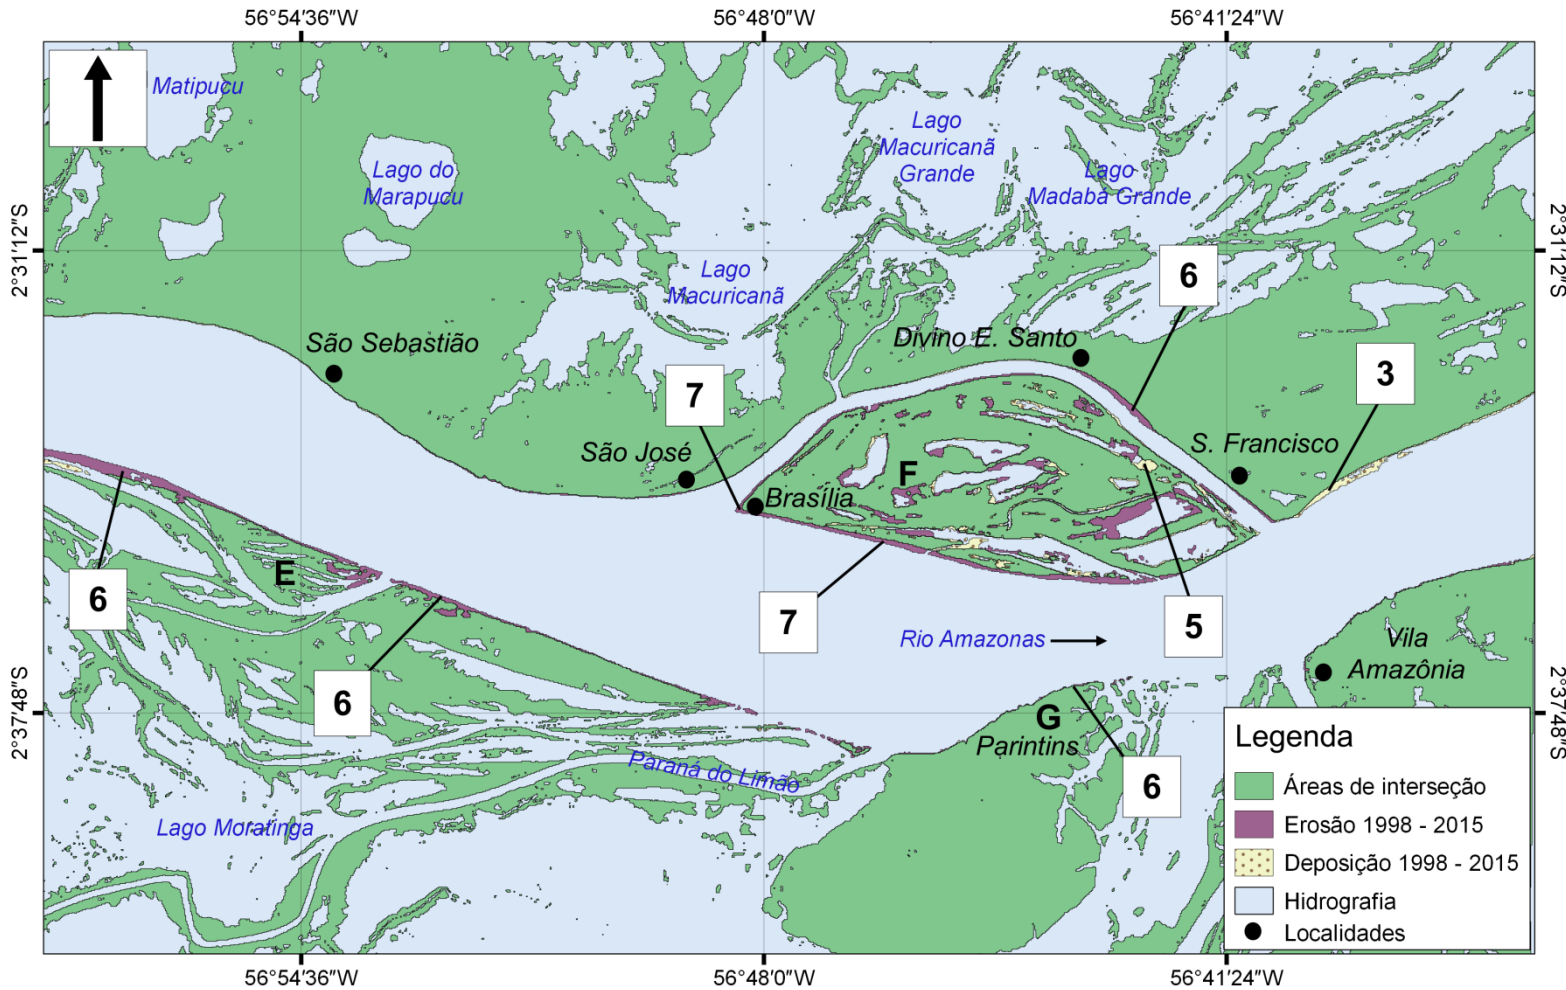 56°54'36"W
56°48'0"W
56°41'24"W
Matipucu
Lago do
Marapucu
Lago
Macuricanã
Grande
Lago
Madaba Grande
2°31'12"S
2°31'12"S
Lago
Macuricanã
6
São Sebastião
Divino E. Santo
7
3
São José
S. Francisco
F
Brasília
E
6
7
5
Rio Amazonas
Vila
Amazônia
6
G
Parintins
2°37'48"S
2°37'48"S
Paraná do Limão
6
Lago Moratinga
Legenda
Áreas de interseção
Erosão 1998 - 2015
Deposição 1998 - 2015
Hidrografia
Localidades
56°54'36"W
56°48'0"W
56°41'24"W